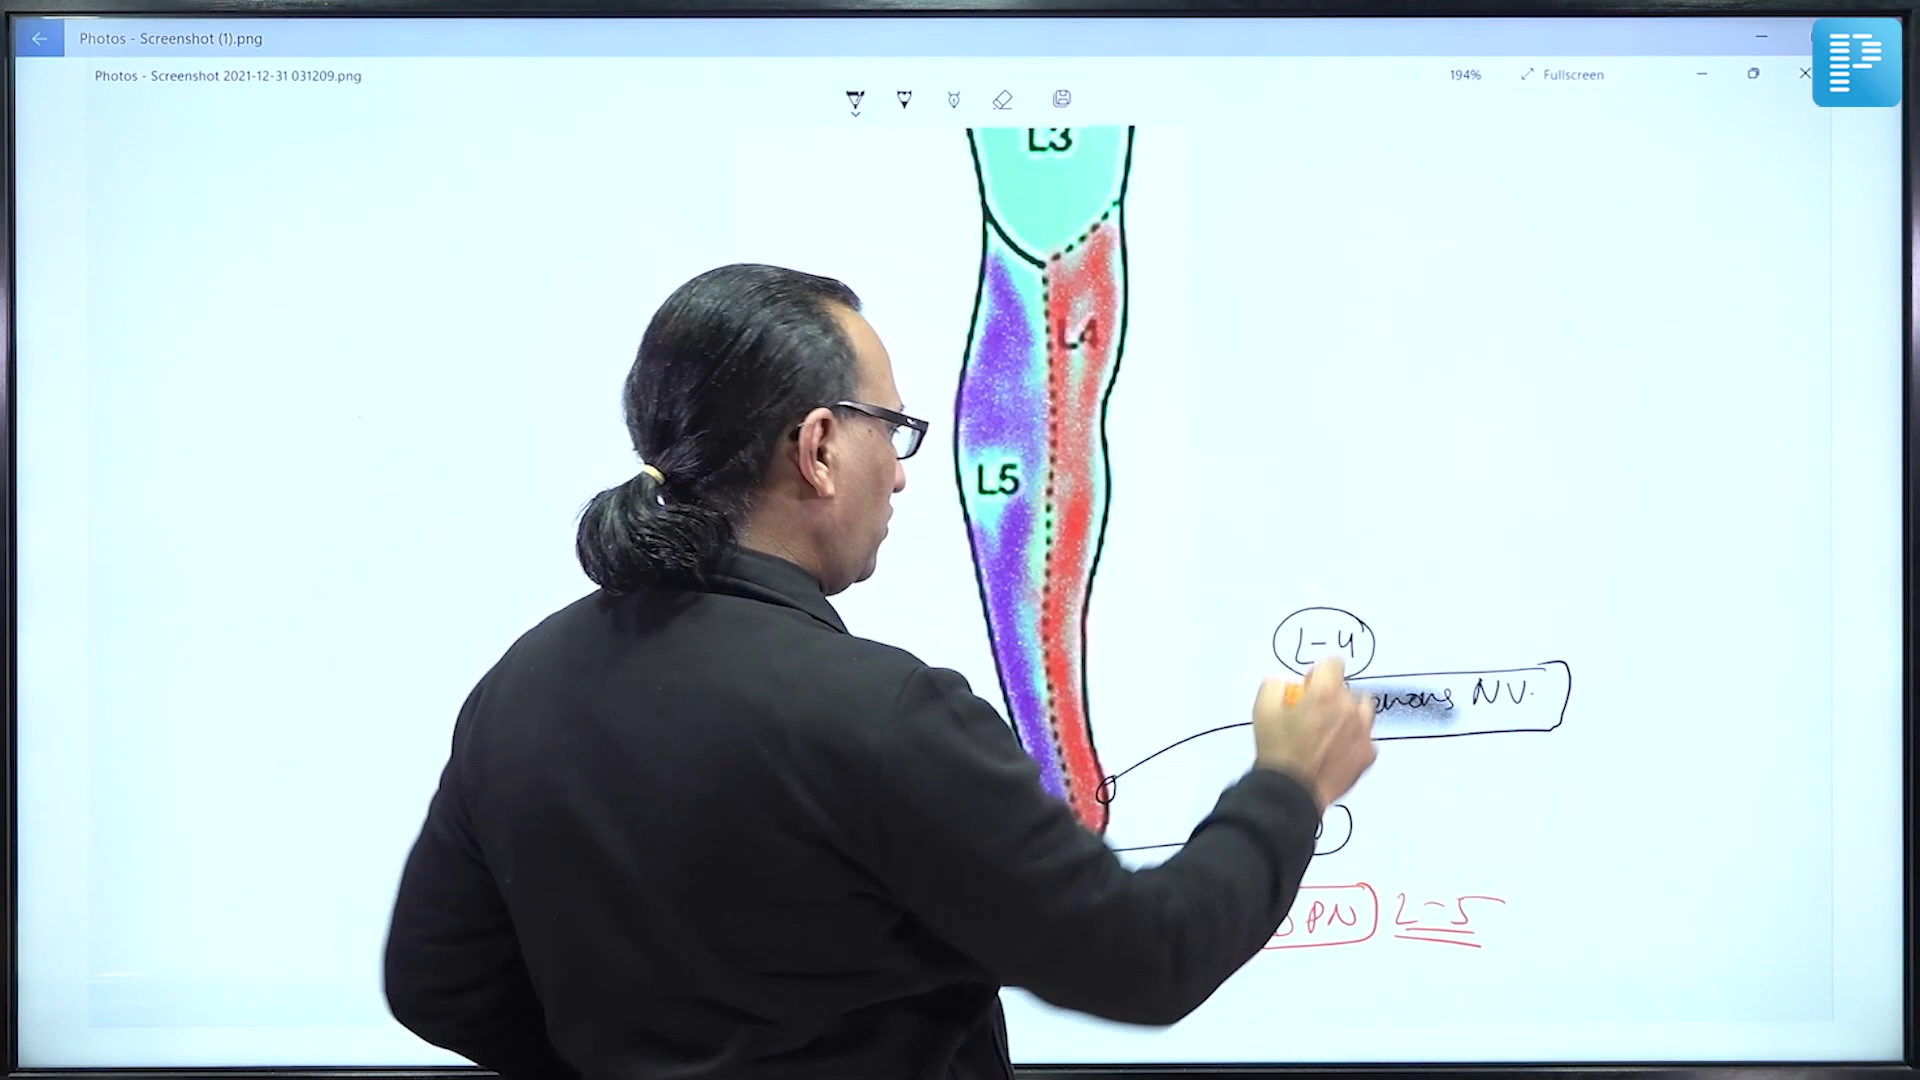 Photos - Screenshot (1).png
Photos - Screenshot 2021-12-31 031209.png
194%
Fullscreen
L3
L4
L5
L-4
NV.
PN
L-5